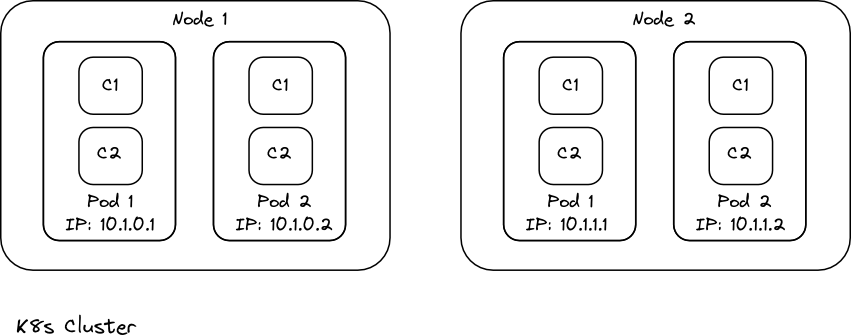 Node 1
C1
C2
Pod 1
IP: 10.1.0.1
C1
C2
Pod 2
IP: 10.1.0.2
Node 2
C1
C2
Pod 1
IP: 10.1.1.1
C1
C2
Pod 2
IP: 10.1.1.2
K8s Cluster